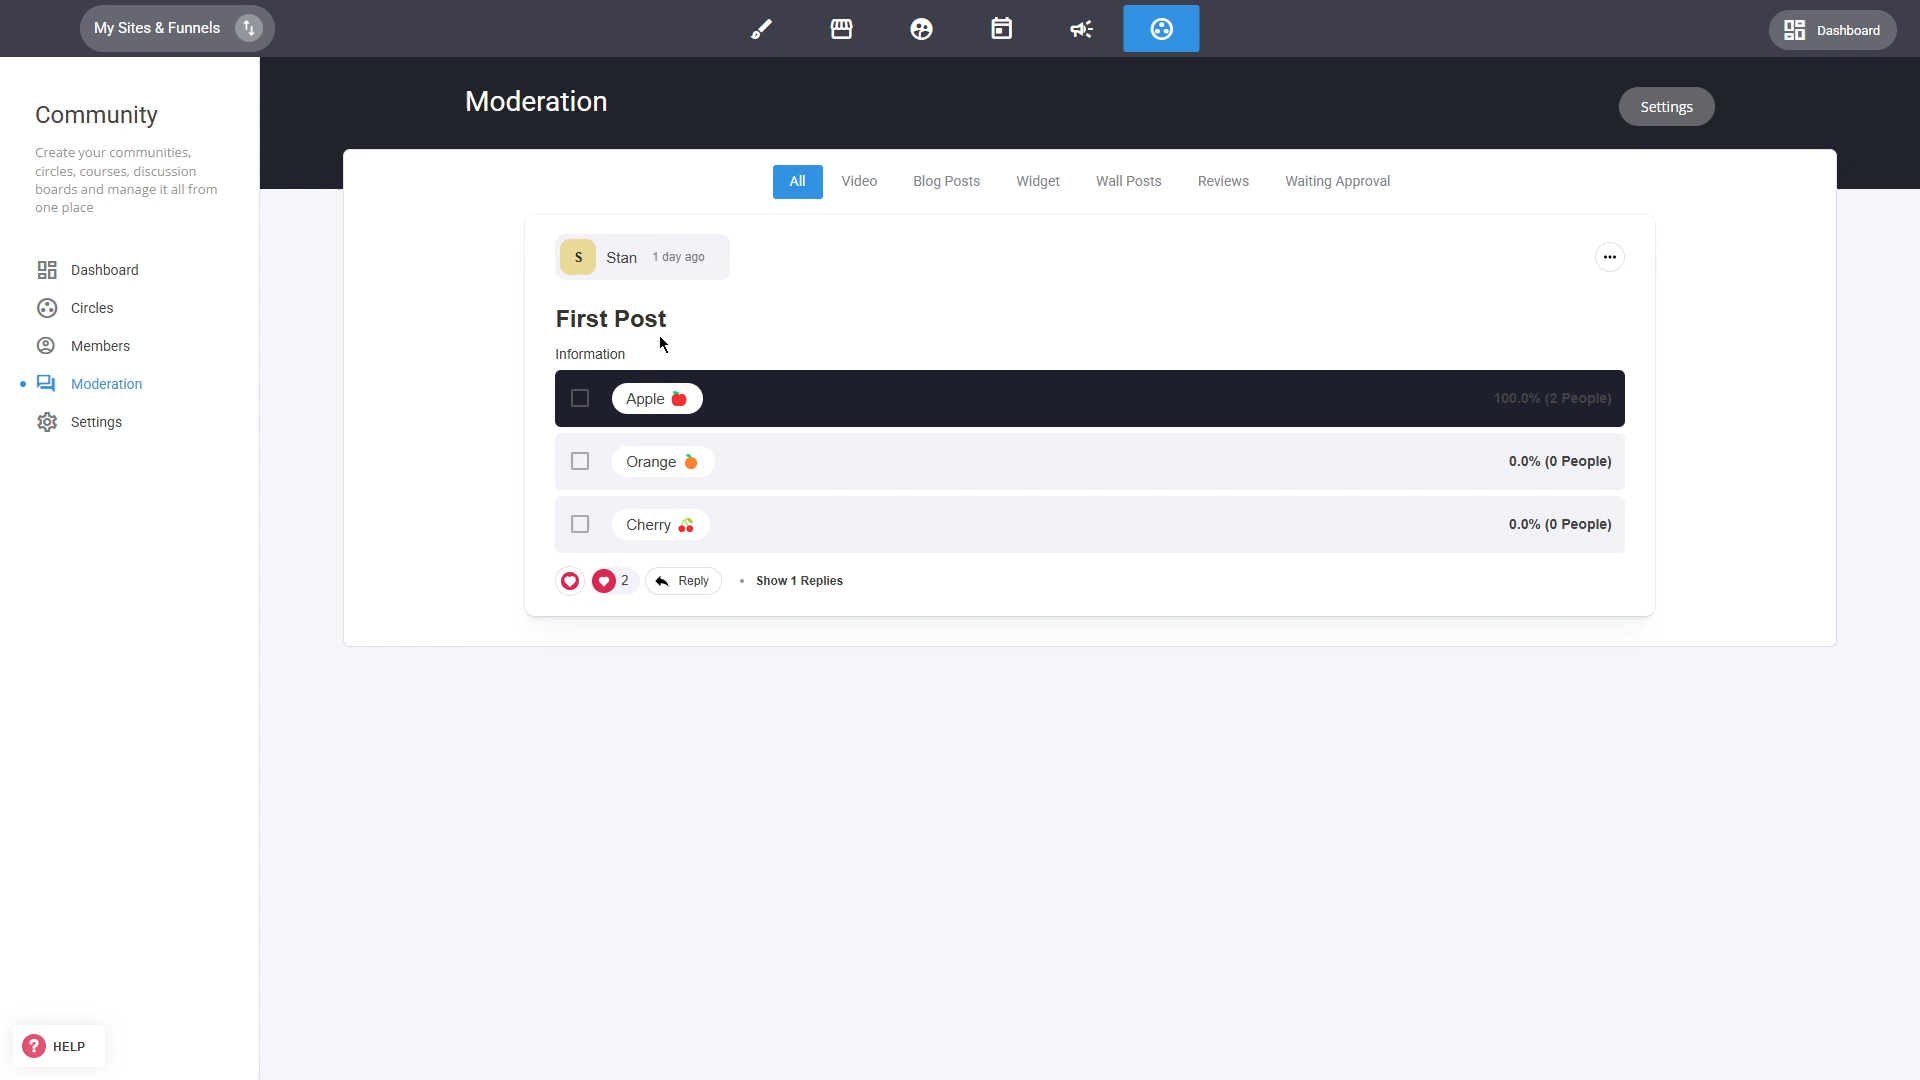 My Sites & Funnels
Dashboard
Community
Create your communities,
circles, courses, discussion
boards and manage it all from
one place
Dashboard
Circles
Members
Moderation
Settings
HELP
Moderation
Settings
All
Video
Blog Posts
Widget
Wall Posts
Reviews
Waiting Approval
S
Stan
1 day ago
First Post
Information
Apple
100.0% (2 People)
Orange
0.0% (0 People)
Cherry
0.0% (0 People)
2
Reply
• Show 1 Replies